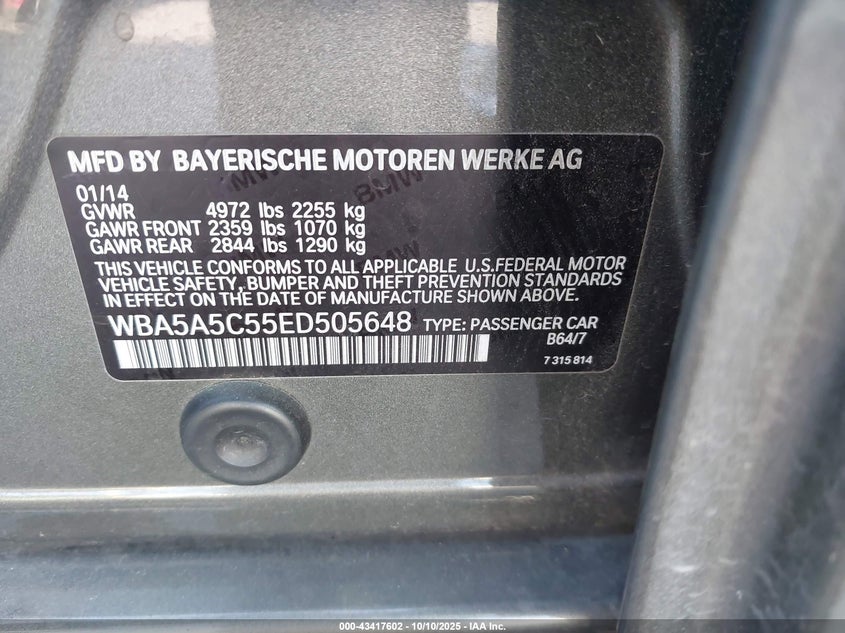 MFD BY BAYERISCHE MOTOREN WERKE AG
01/14
GVWR 4972 lbs 2255 kg
GAWR FRONT 2359 lbs 1070 kg
GAWR REAR 2844 lbs 1290 kg
THIS VEHICLE CONFORMS TO ALL APPLICABLE U.S.FEDERAL MOTOR
VEHICLE SAFETY, BUMPER AND THEFT PREVENTION STANDARDS
IN EFFECT ON THE DATE OF MANUFACTURE SHOWN ABOVE.
WBA5A5C55ED505648 TYPE: PASSENGER CAR
B64/7
7 315 814
BMW
BMW
BMW
000-43417602 - 10/10/2025 - IAA Inc.